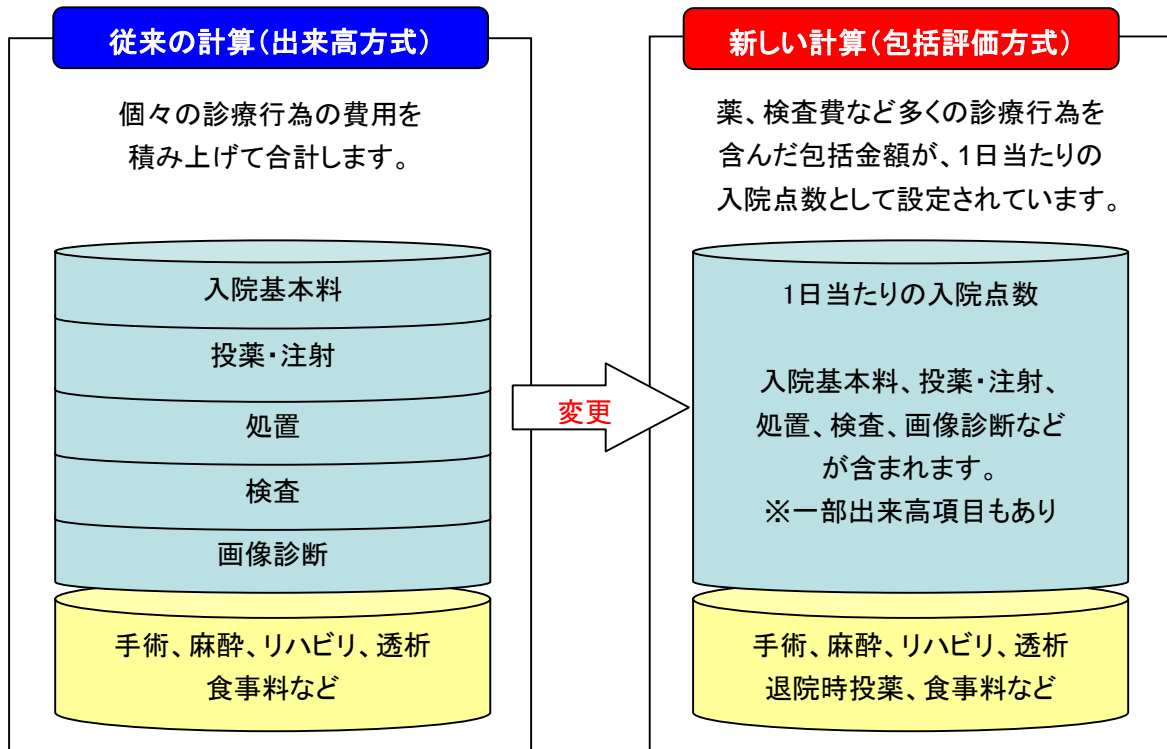 従来の計算(出来高方式)
個々の診療行為の費用を
積み上げて合計します。
入院基本料
投薬・注射
処置
検査
画像診断
手術、麻酔、リハビリ、透析
食事料など
変更
新しい計算(包括評価方式)
薬、検査費など多くの診療行為を
含んだ包括金額が、1日当たりの
入院点数として設定されています。
1日当たりの入院点数
入院基本料、投薬・注射、
処置、検査、画像診断など
が含まれます。
※一部出来高項目もあり
手術、麻酔、リハビリ、透析
退院時投薬、食事料など